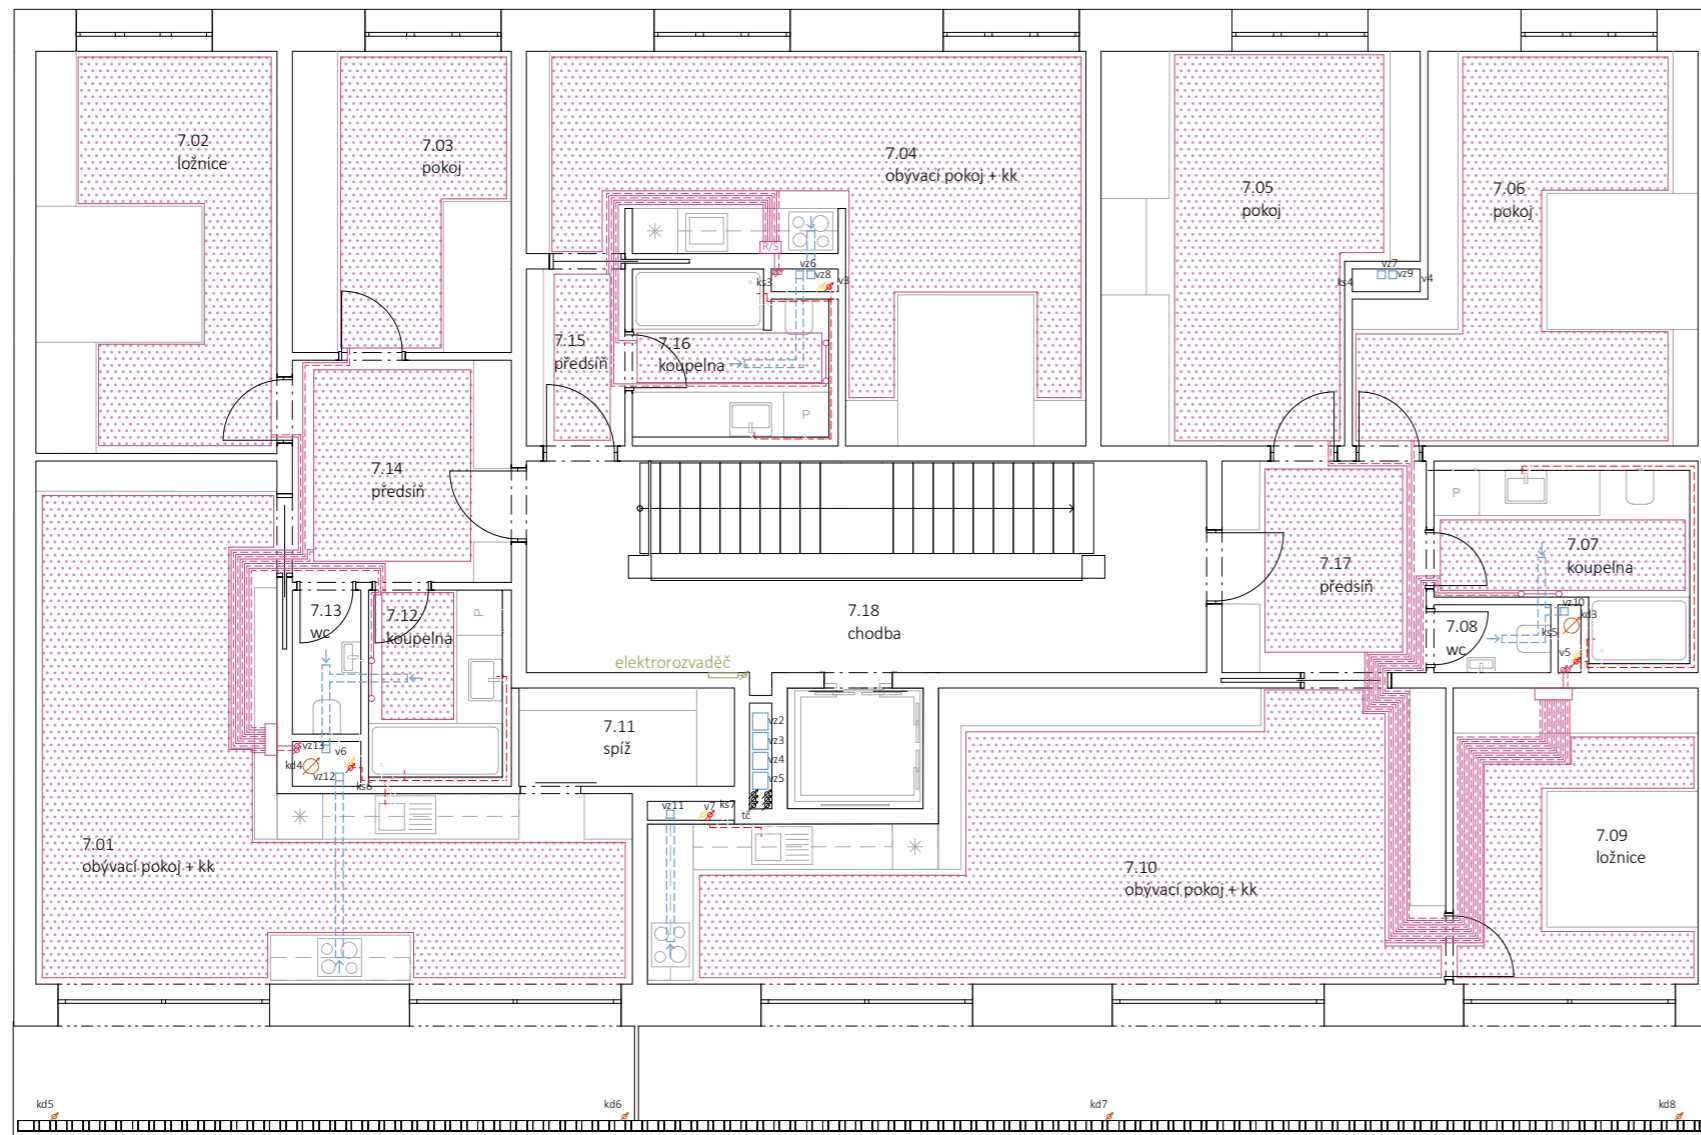 7.02
ložnice
7.03
pokoj
7.04
obývací pokoj + kk
7.05
pokoj
7.06
pokoj
R/S
vz6
vz8
ks3
v3
vz7
vz9
ks4
v4
7.15
předsíň
7.16
koupelna
P
7.14
předsíň
P
7.17
předsíň
7.07
koupelna
7.13
wc
7.12
koupelna
P
7.18
chodba
7.08
wc
vz10
kd3
ks5
v5
elektrorozvaděč
7.11
spíž
vz2
vz3
vz4
vz5
vz13
v6
kd4
vz12
ks6
vz11
v7
ks7
tč
7.01
obývací pokoj + kk
7.10
obývací pokoj + kk
7.09
ložnice
kd5
kd6
kd7
kd8